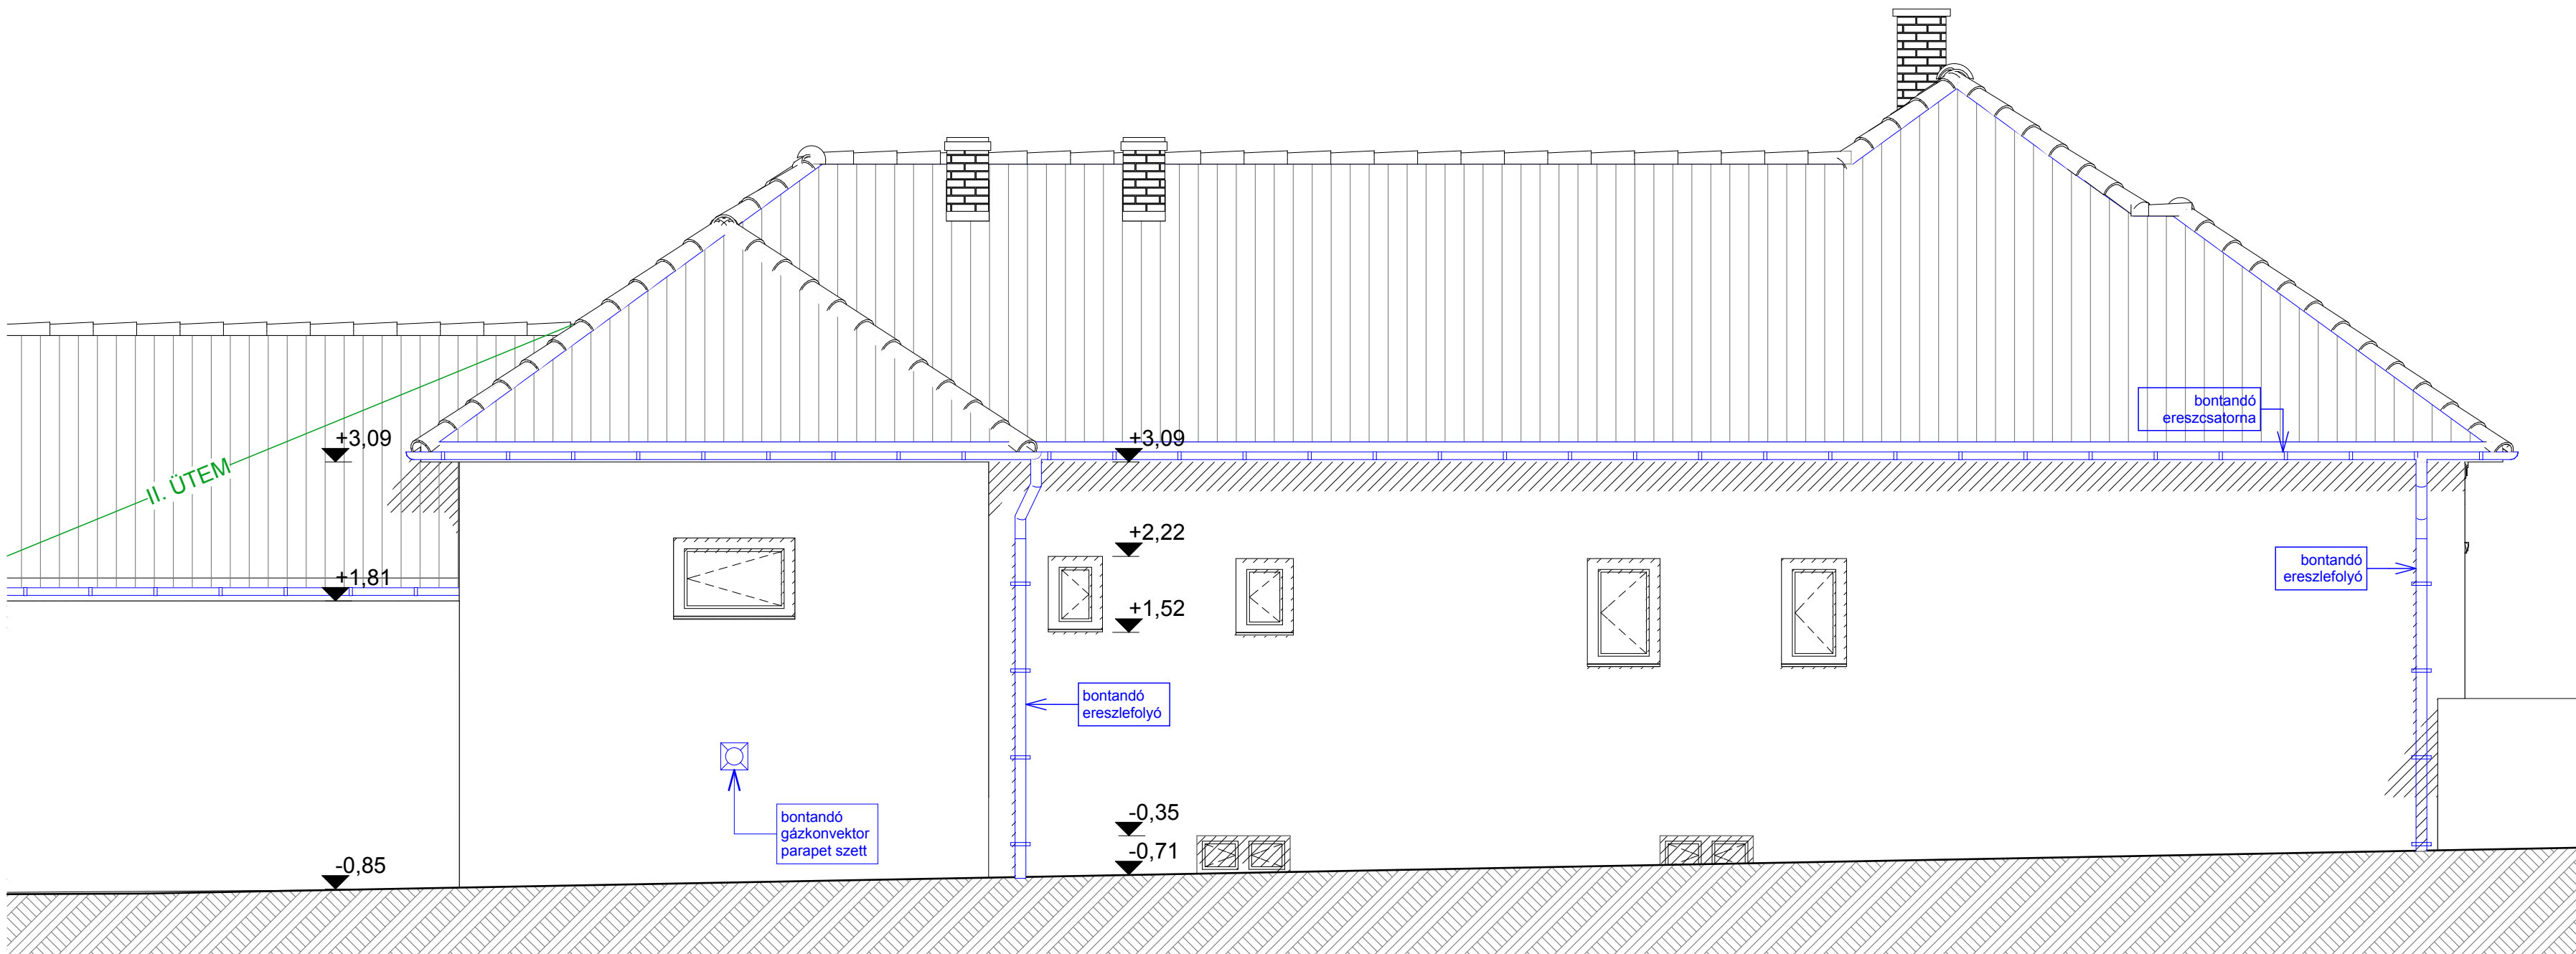 bontandó
ereszcsatorna
+3,09
+3,09
II. ÜTEM
+2,22
bontandó
ereszlefolyó
+1,81
+1,52
bontandó
ereszlefolyó
bontandó
gázkonvektor
parapet szett
-0,35
-0,71
-0,85